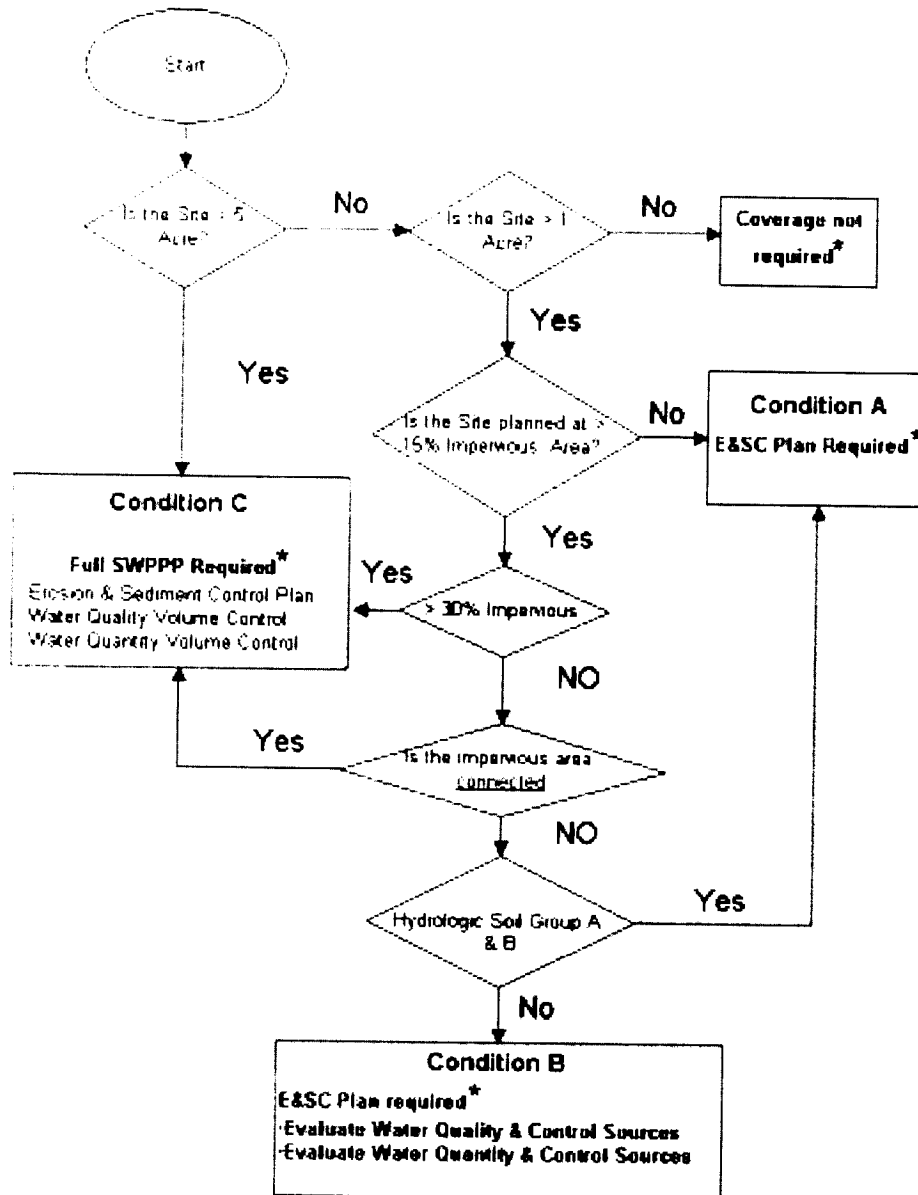 Start
Is the Site > 5
Acre?
No
Is the Site > 1
Acre?
No
Coverage not
required*
Yes
Yes
Is the Site planned at >
15% Impervious Area?
No
Condition A
E&SC Plan Required*
Condition C
Full SWPPP Required*
Erosion & Sediment Control Plan
Water Quality Volume Control
Water Quantity Volume Control
Yes
Yes
> 30% Impervious
NO
Yes
Is the impervious area
connected
NO
Hydrologic Soil Group A
& B
Yes
No
Condition B
E&SC Plan required*
·Evaluate Water Quality & Control Sources
·Evaluate Water Quantity & Control Sources